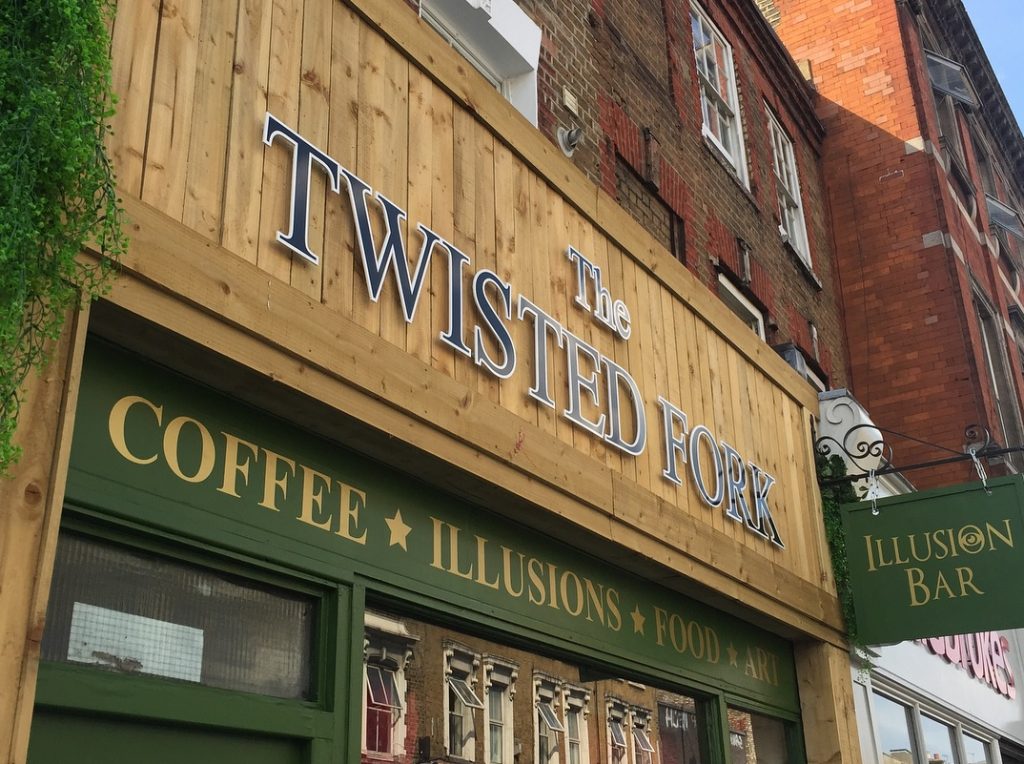 The
TWISTED FORK
COFFEE ★ ILLUSIONS ★ FOOD ★ ART
ILLUSION
BAR